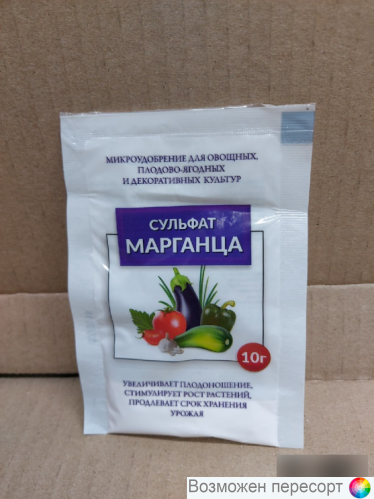 МИКРОУДОБРЕНИЕ ДЛЯ ОВОЩНЫХ,
ПЛОДОВО-ЯГОДНЫХ
И ДЕКОРАТИВНЫХ КУЛЬТУР
СУЛЬФАТ
МАРГАНЦА
10г
УВЕЛИЧИВАЕТ ПЛОДОНОШЕНИЕ,
СТИМУЛИРУЕТ РОСТ РАСТЕНИЙ,
ПРОДЛЕВАЕТ СРОК ХРАНЕНИЯ
УРОЖАЯ
Возможен пересорт